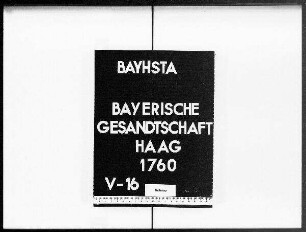 BAYHSTA
BAYERISCHE
GESANDTSCHAFT
HAAG
1760
V-16